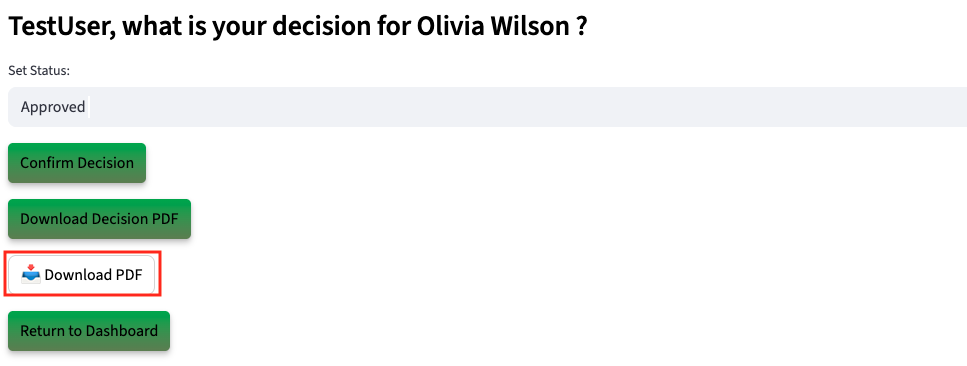 TestUser, what is your decision for Olivia Wilson ?
Set Status:
Approved
Confirm Decision
Download Decision PDF
Download PDF
Return to Dashboard